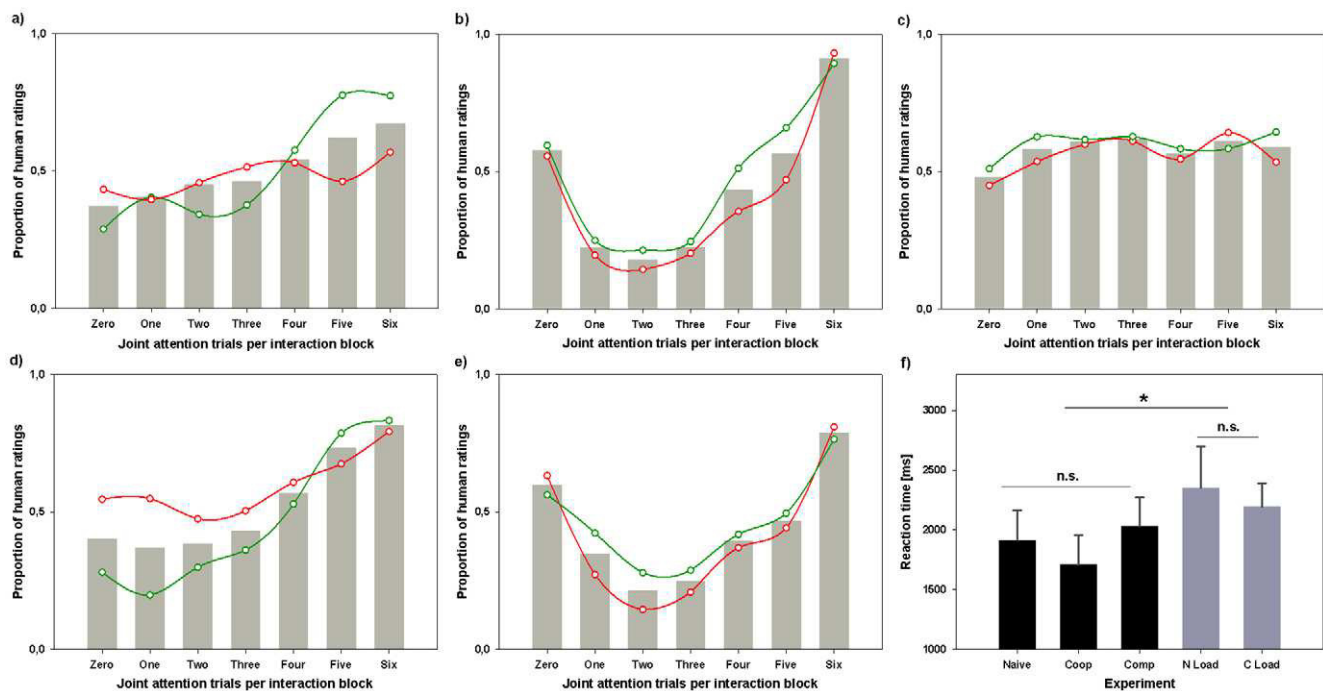 a)
1,0
0,5
0,0
Proportion of human ratings
Zero One Two Three Four Five Six
Joint attention trials per interaction block
b)
1,0
0,5
0,0
Proportion of human ratings
Zero One Two Three Four Five Six
Joint attention trials per interaction block
c)
1,0
0,5
0,0
Proportion of human ratings
Zero One Two Three Four Five Six
Joint attention trials per interaction block
d)
1,0
0,5
0,0
Proportion of human ratings
Zero One Two Three Four Five Six
Joint attention trials per interaction block
e)
1,0
0,5
0,0
Proportion of human ratings
Zero One Two Three Four Five Six
Joint attention trials per interaction block
f)
3000
2500
2000
1500
1000
Reaction time [ms]
*
n.s.
n.s.
Naive Coop Comp N Load C Load
Experiment